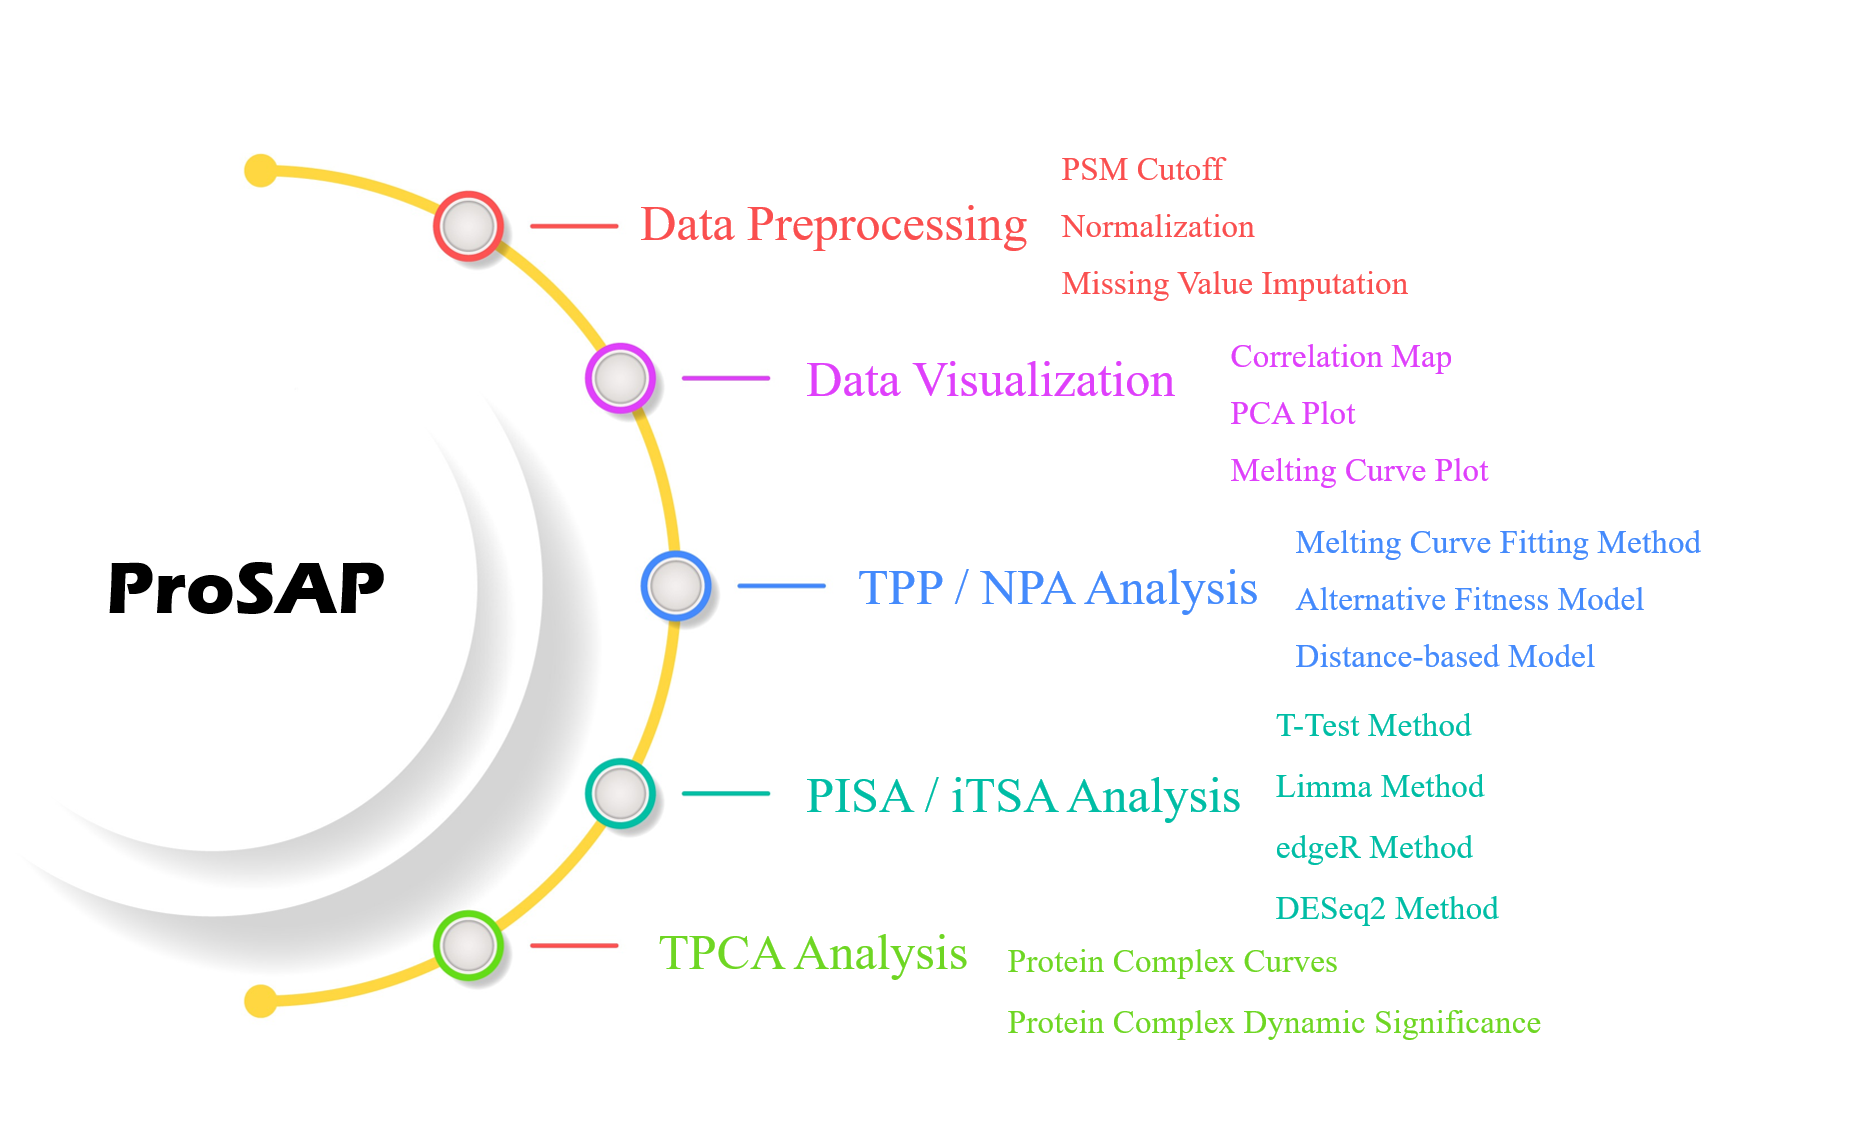 ProSAP
Data Preprocessing
PSM Cutoff
Normalization
Missing Value Imputation
Data Visualization
Correlation Map
PCA Plot
Melting Curve Plot
TPP / NPA Analysis
Melting Curve Fitting Method
Alternative Fitness Model
Distance-based Model
PISA / iTSA Analysis
T-Test Method
Limma Method
edgeR Method
DESeq2 Method
TPCA Analysis
Protein Complex Curves
Protein Complex Dynamic Significance